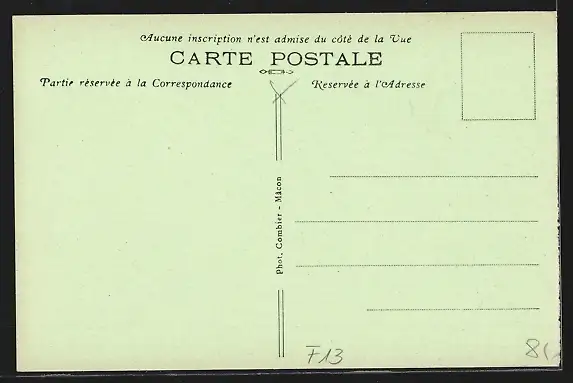 Aucune inscription n'est admise du côté de la Vue
CARTE POSTALE
Partie réservée à la Correspondance
Reservée à l'Adresse
Phot. Combier - Mâcon
F13